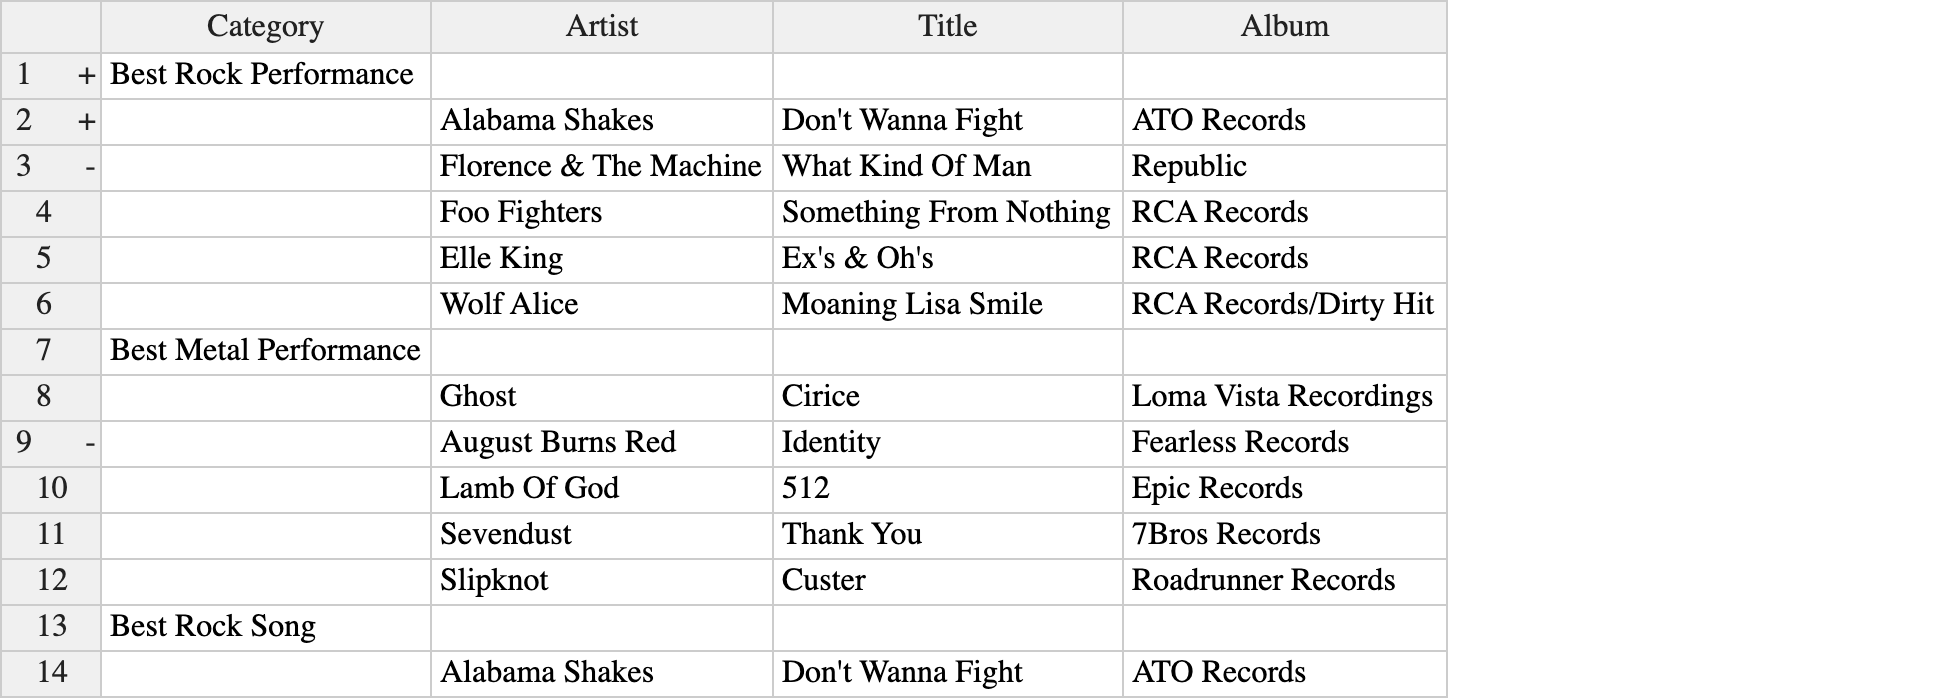 Category Artist Title Album
1 + Best Rock Performance
2 + Alabama Shakes Don't Wanna Fight ATO Records
3 - Florence & The Machine What Kind Of Man Republic
4 Foo Fighters Something From Nothing RCA Records
5 Elle King Ex's & Oh's RCA Records
6 Wolf Alice Moaning Lisa Smile RCA Records/Dirty Hit
7 Best Metal Performance
8 Ghost Cirice Loma Vista Recordings
9 - August Burns Red Identity Fearless Records
10 Lamb Of God 512 Epic Records
11 Sevendust Thank You 7Bros Records
12 Slipknot Custer Roadrunner Records
13 Best Rock Song
14 Alabama Shakes Don't Wanna Fight ATO Records